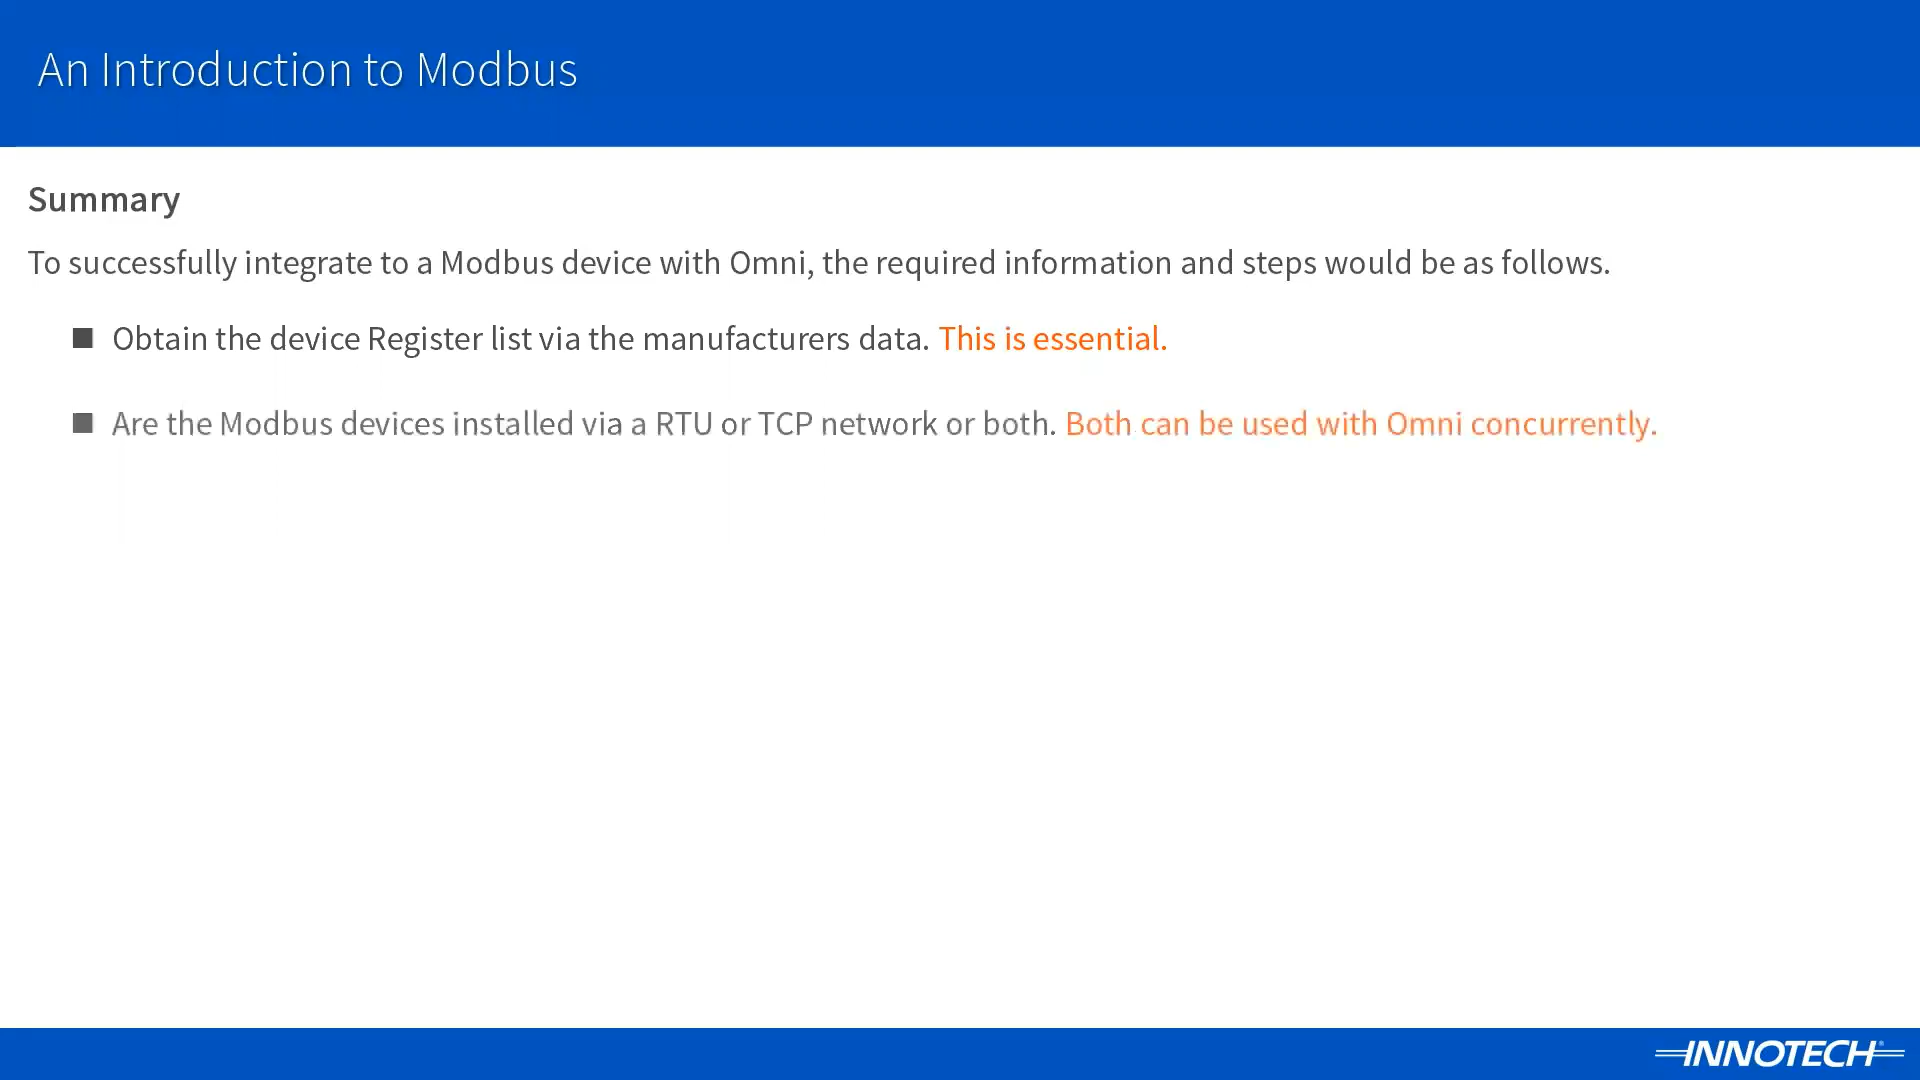 An Introduction to Modbus
Summary
To successfully integrate to a Modbus device with Omni, the required information and steps would be as follows.
■ Obtain the device Register list via the manufacturers data. This is essential.
■ Are the Modbus devices installed via a RTU or TCP network or both. Both can be used with Omni concurrently.
INNOTECH®